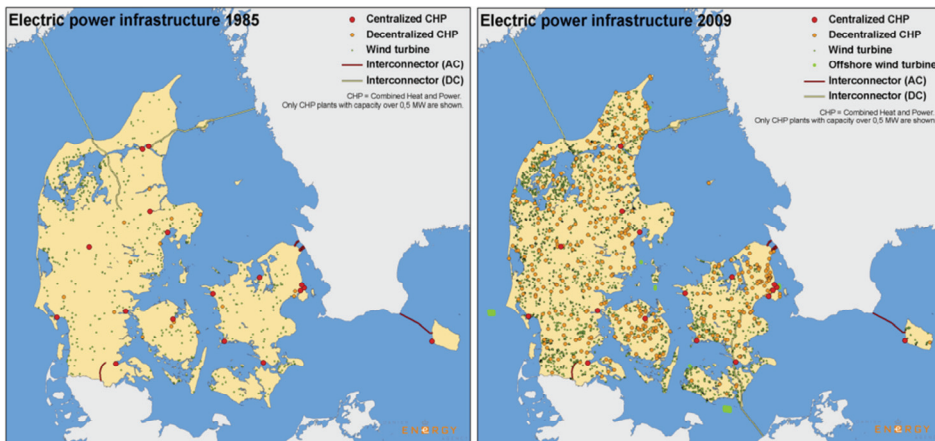 Electric power infrastructure 1985
Centralized CHP
Decentralized CHP
Wind turbine
Interconnector (AC)
Interconnector (DC)
CHP = Combined Heat and Power.
Only CHP plants with capacity over 0,5 MW are shown.
ENERGY
Electric power infrastructure 2009
Centralized CHP
Decentralized CHP
Wind turbine
Offshore wind turbine
Interconnector (AC)
Interconnector (DC)
CHP = Combined Heat and Power.
Only CHP plants with capacity over 0,5 MW are shown.
ENERGY